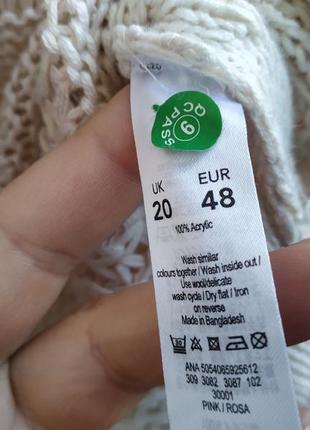 QC PASS
9
UK EUR
20 48
100% Acrylic
Wash similar
colours together / Wash inside out /
Use wool/delicate
wash cycle / Dry flat / Iron
on reverse
Made in Bangladesh
30
ANA 5054065925612
309 3082 3087 102
30001
PINK / ROSA